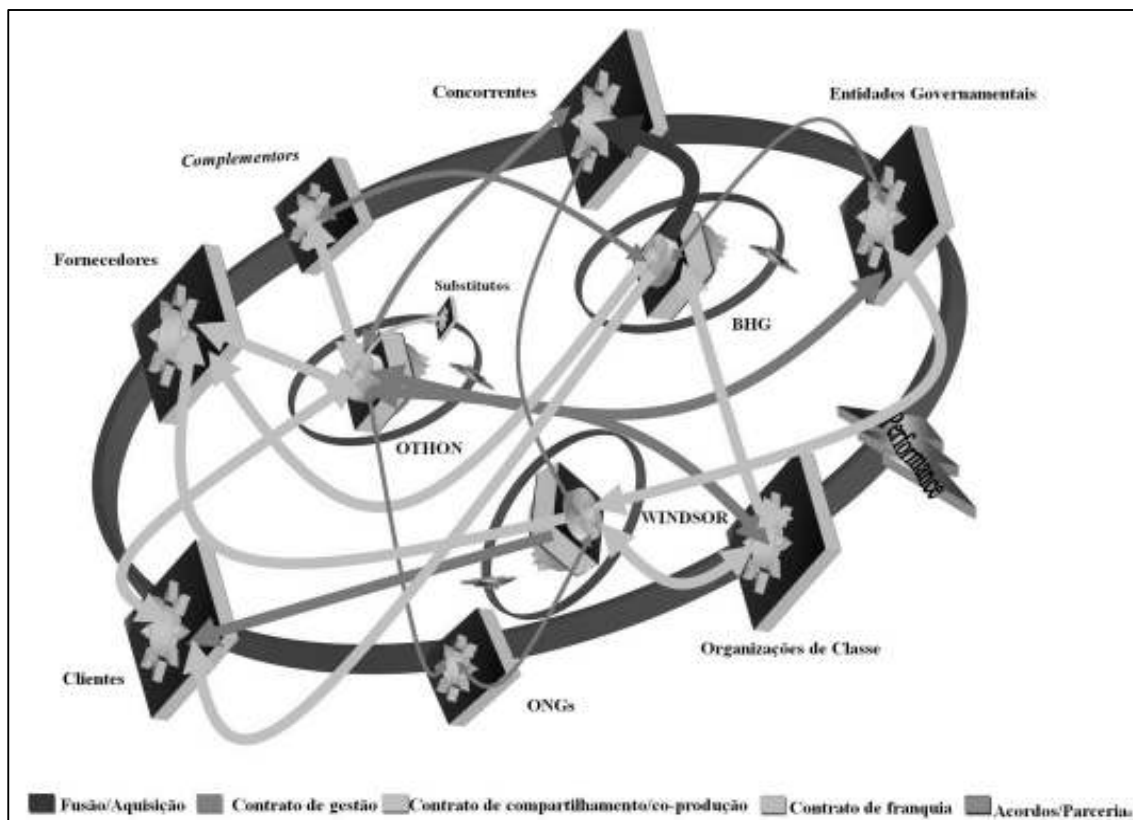 Concorrentes
Entidades Governamentais
Complementors
Fornecedores
Substitutos
BHG
OTHON
Performance
WINDSOR
Organizações de Classe
Clientes
ONGs
Fusão/Aquisição
Contrato de gestão
Contrato de compartilhamento/co-produção
Contrato de franquia
Acordos/Parcerias